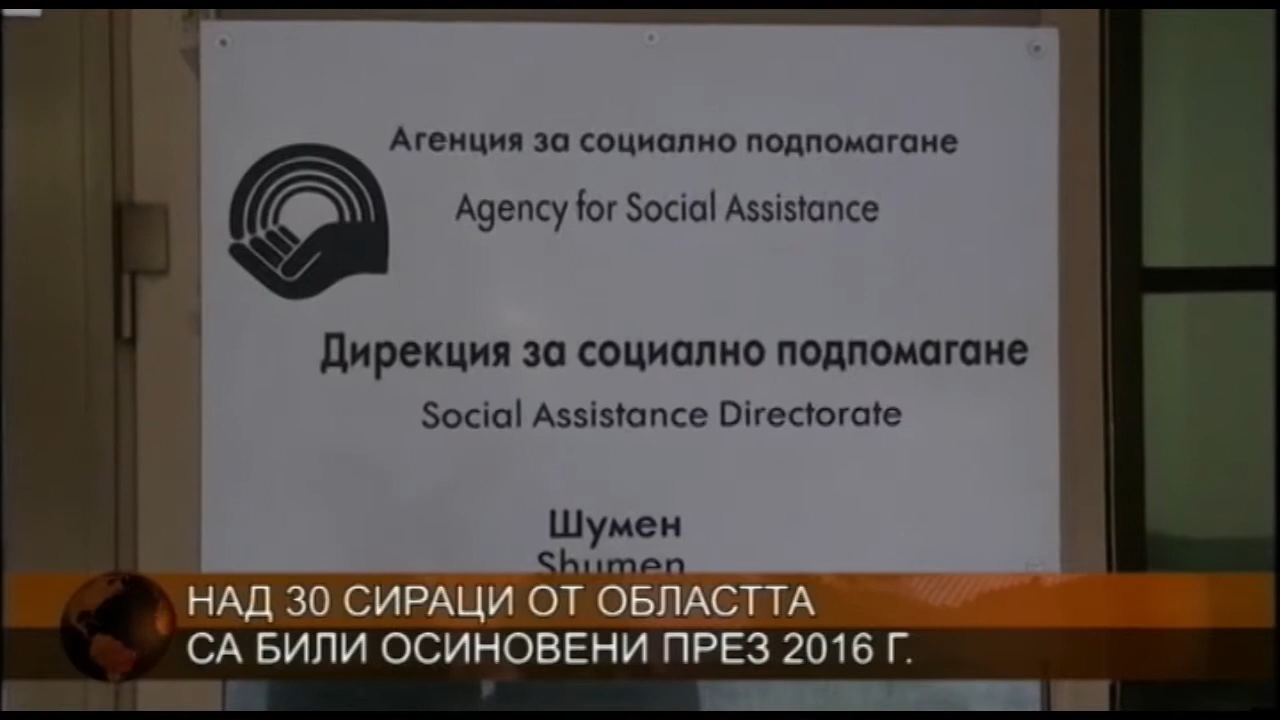 Агенция за социално подпомагане
Agency for Social Assistance
Дирекция за социално подпомагане
Social Assistance Directorate
Шумен
Shumen
НАД 30 СИРАЦИ ОТ ОБЛАСТТА
СА БИЛИ ОСИНОВЕНИ ПРЕЗ 2016 Г.